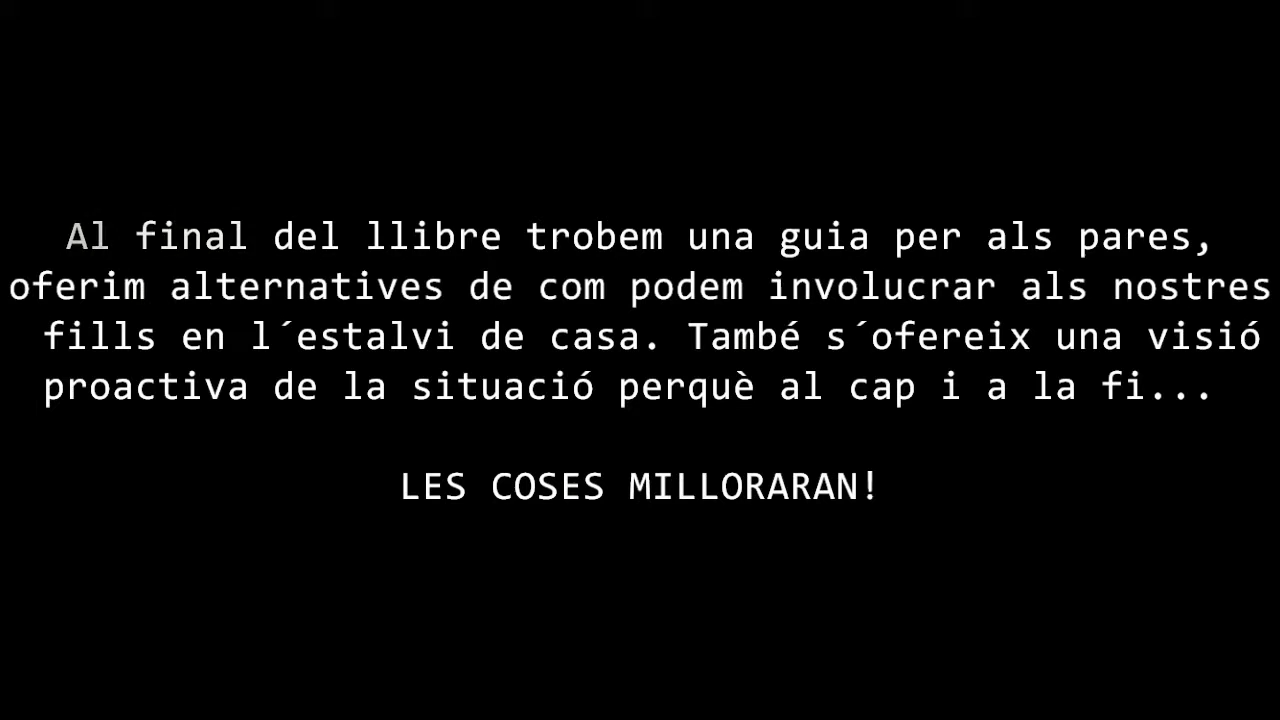 Al final del llibre trobem una guia per als pares,
oferim alternatives de com podem involucrar als nostres
fills en l´estalvi de casa. També s´ofereix una visió
proactiva de la situació perquè al cap i a la fi...
LES COSES MILLORARAN!